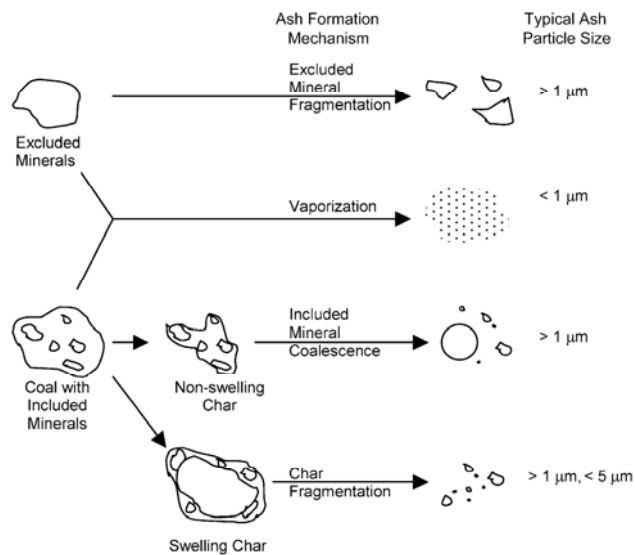 Ash Formation
Mechanism
Typical Ash
Particle Size
Excluded
Mineral
Fragmentation
> 1 μm
Excluded
Minerals
Vaporization
< 1 μm
Included
Mineral
Coalescence
> 1 μm
Coal with
Included
Minerals
Non-swelling
Char
Char
Fragmentation
> 1 μm, < 5 μm
Swelling Char